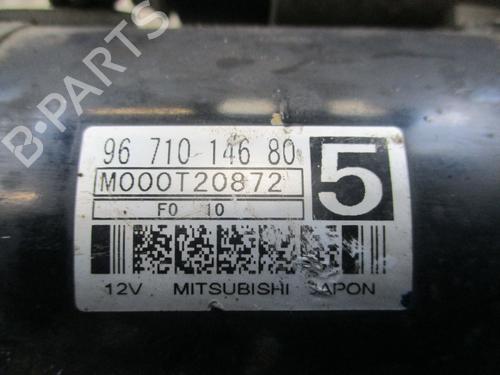 B-PARTS
96 710 146 80
5
M000T20872
F0 10
12V MITSUBISHI JAPON